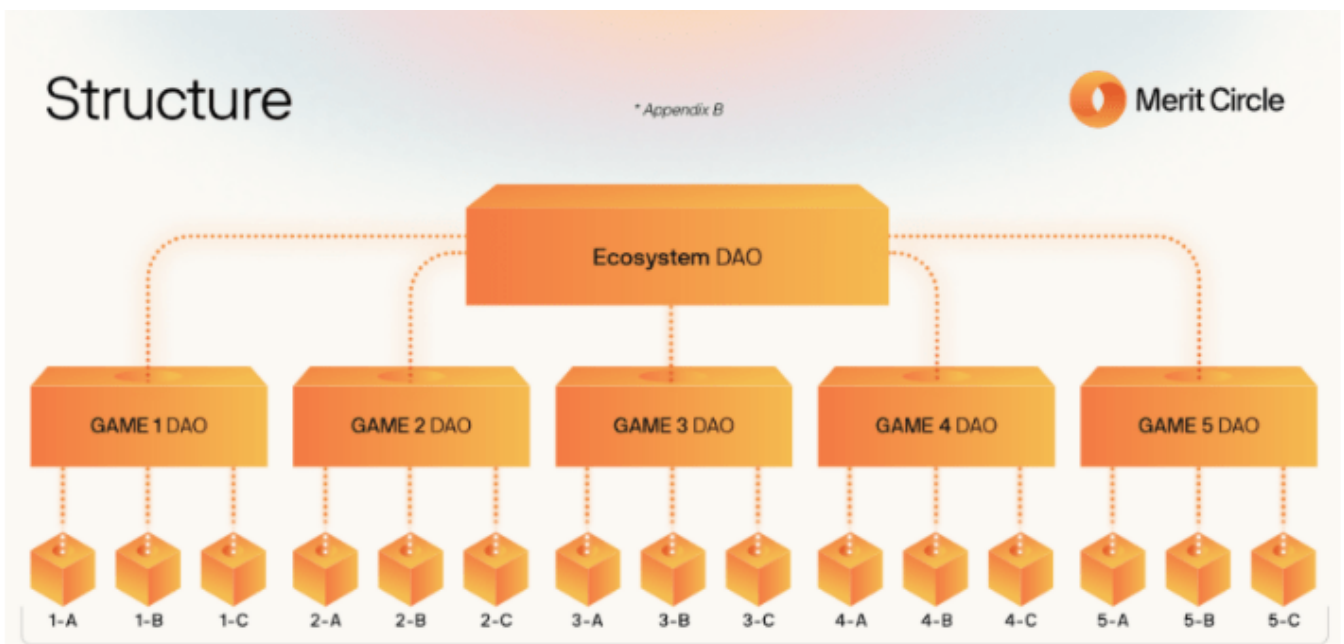 Structure
* Appendix B
Merit Circle
Ecosystem DAO
GAME 1 DAO
GAME 2 DAO
GAME 3 DAO
GAME 4 DAO
GAME 5 DAO
1-A
1-B
1-C
2-A
2-B
2-C
3-A
3-B
3-C
4-A
4-B
4-C
5-A
5-B
5-C